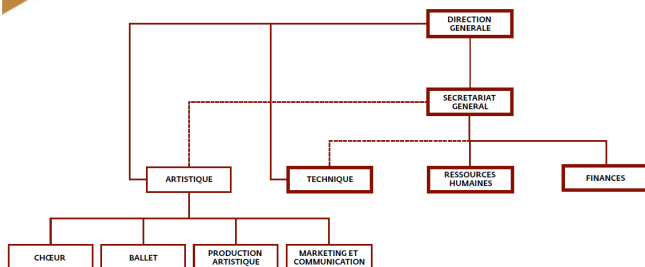 DIRECTION
GENERALE
SECRETARIAT
GENERAL
ARTISTIQUE
TECHNIQUE
RESSOURCES
HUMAINES
FINANCES
CHŒUR
BALLET
PRODUCTION
ARTISTIQUE
MARKETING ET
COMMUNICATION